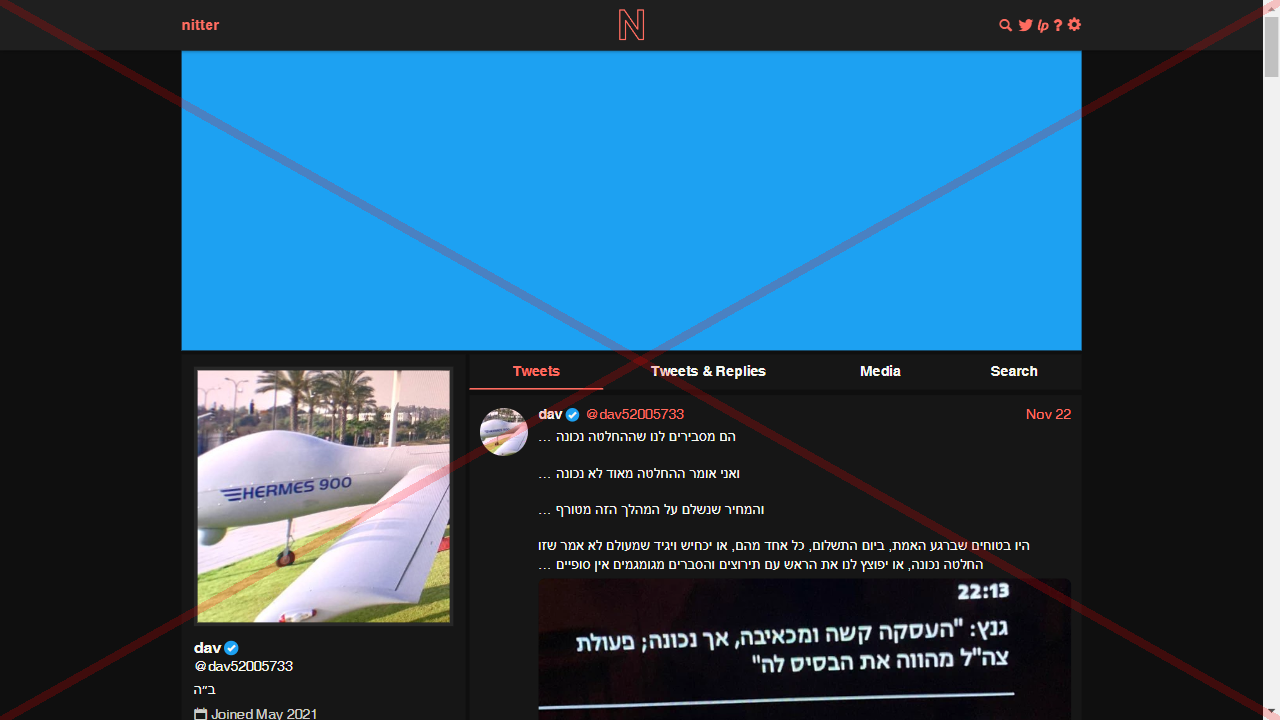 nitter
N
lp ?
Tweets
Tweets & Replies
Media
Search
HERMES 900
dav
@dav52005733
ב״ה
Joined May 2021
dav @dav52005733 Nov 22
הם מסבירים לנו שההחלטה נכונה ...
ואני אומר ההחלטה מאוד לא נכונה ...
והמחיר שנשלם על המהלך הזה מטורף ...
היו בטוחים שברגע האמת, ביום התשלום, כל אחד מהם, או יכחיש ויגיד שמעולם לא אמר שזו
החלטה נכונה, או יפוצץ לנו את הראש עם תירוצים והסברים מגומגמים אין סופיים ...
22:13
גנץ: "העסקה קשה ומכאיבה, אך נכונה; פעולת
צה"ל מהווה את הבסיס לה"